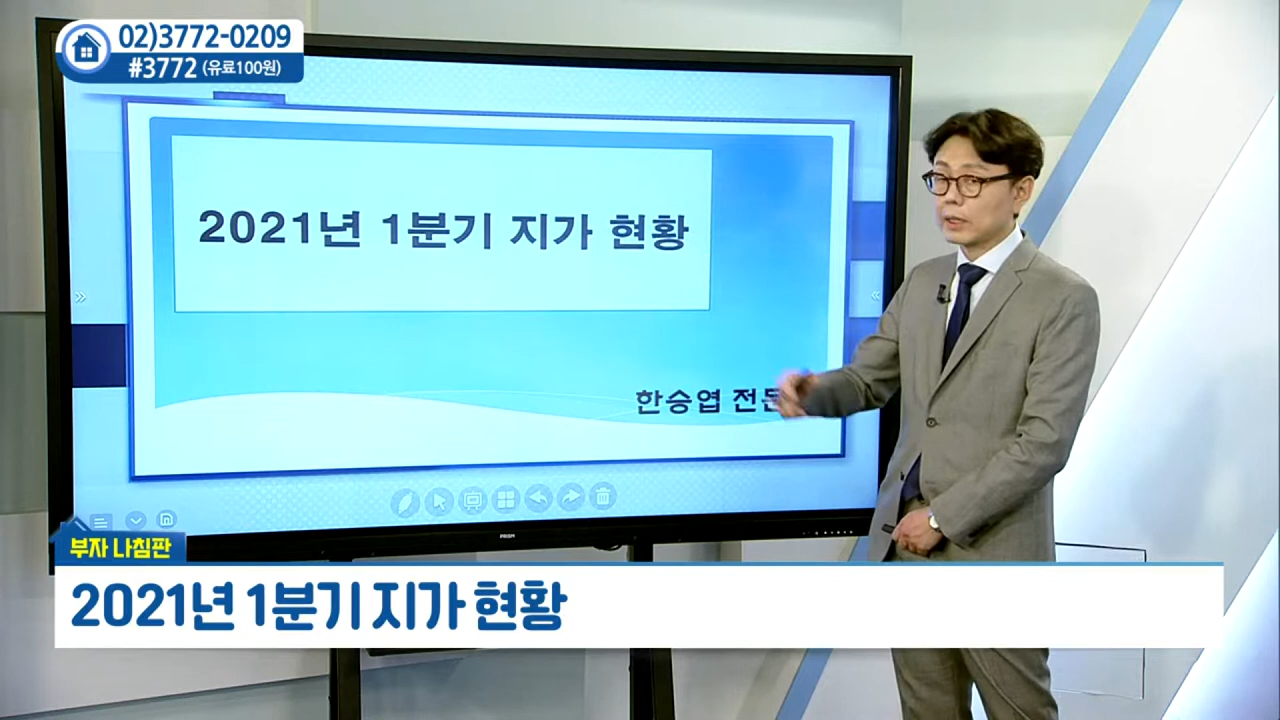 02)3772-0209
#3772 (유료100원)
2021년 1분기 지가 현황
한승엽
PRISM
부자 나침판
2021년 1분기 지가 현황